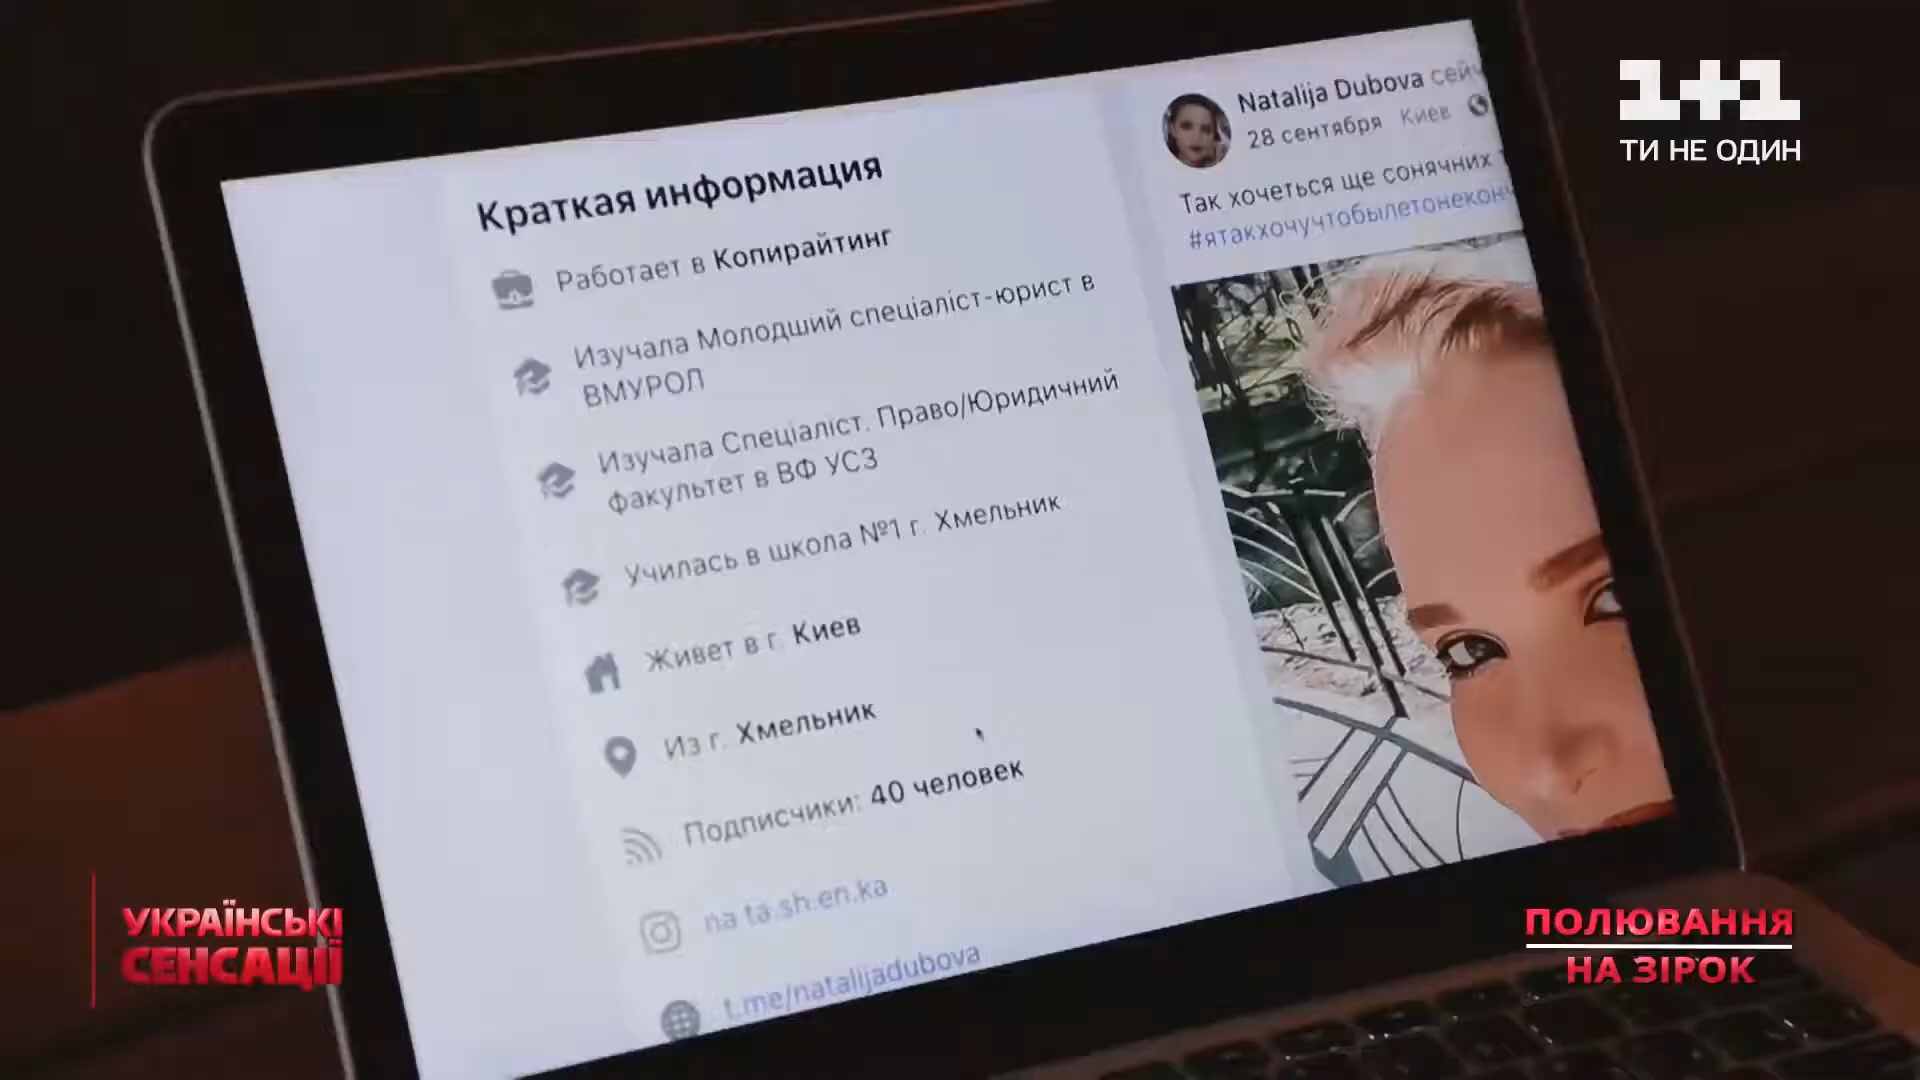 Краткая информация
Работает в Копирайтинг
Изучала Молодший спеціаліст-юрист в
ВМУРОЛ
Изучала Спеціаліст. Право/Юридичний
факультет в ВФ УСЗ
Училась в школа №1 г. Хмельник
Живет в г. Киев
Из г. Хмельник
Подписчики: 40 человек
na.ta.sh.en.ka
t.me/natalijadubova
Natalija Dubova
28 сентября Киев
Так хочеться ще сонячних
1+1
ТИ НЕ ОДИН
УКРАЇНСЬКІ
СЕНСАЦІЇ
ПОЛЮВАННЯ
НА ЗІРОК